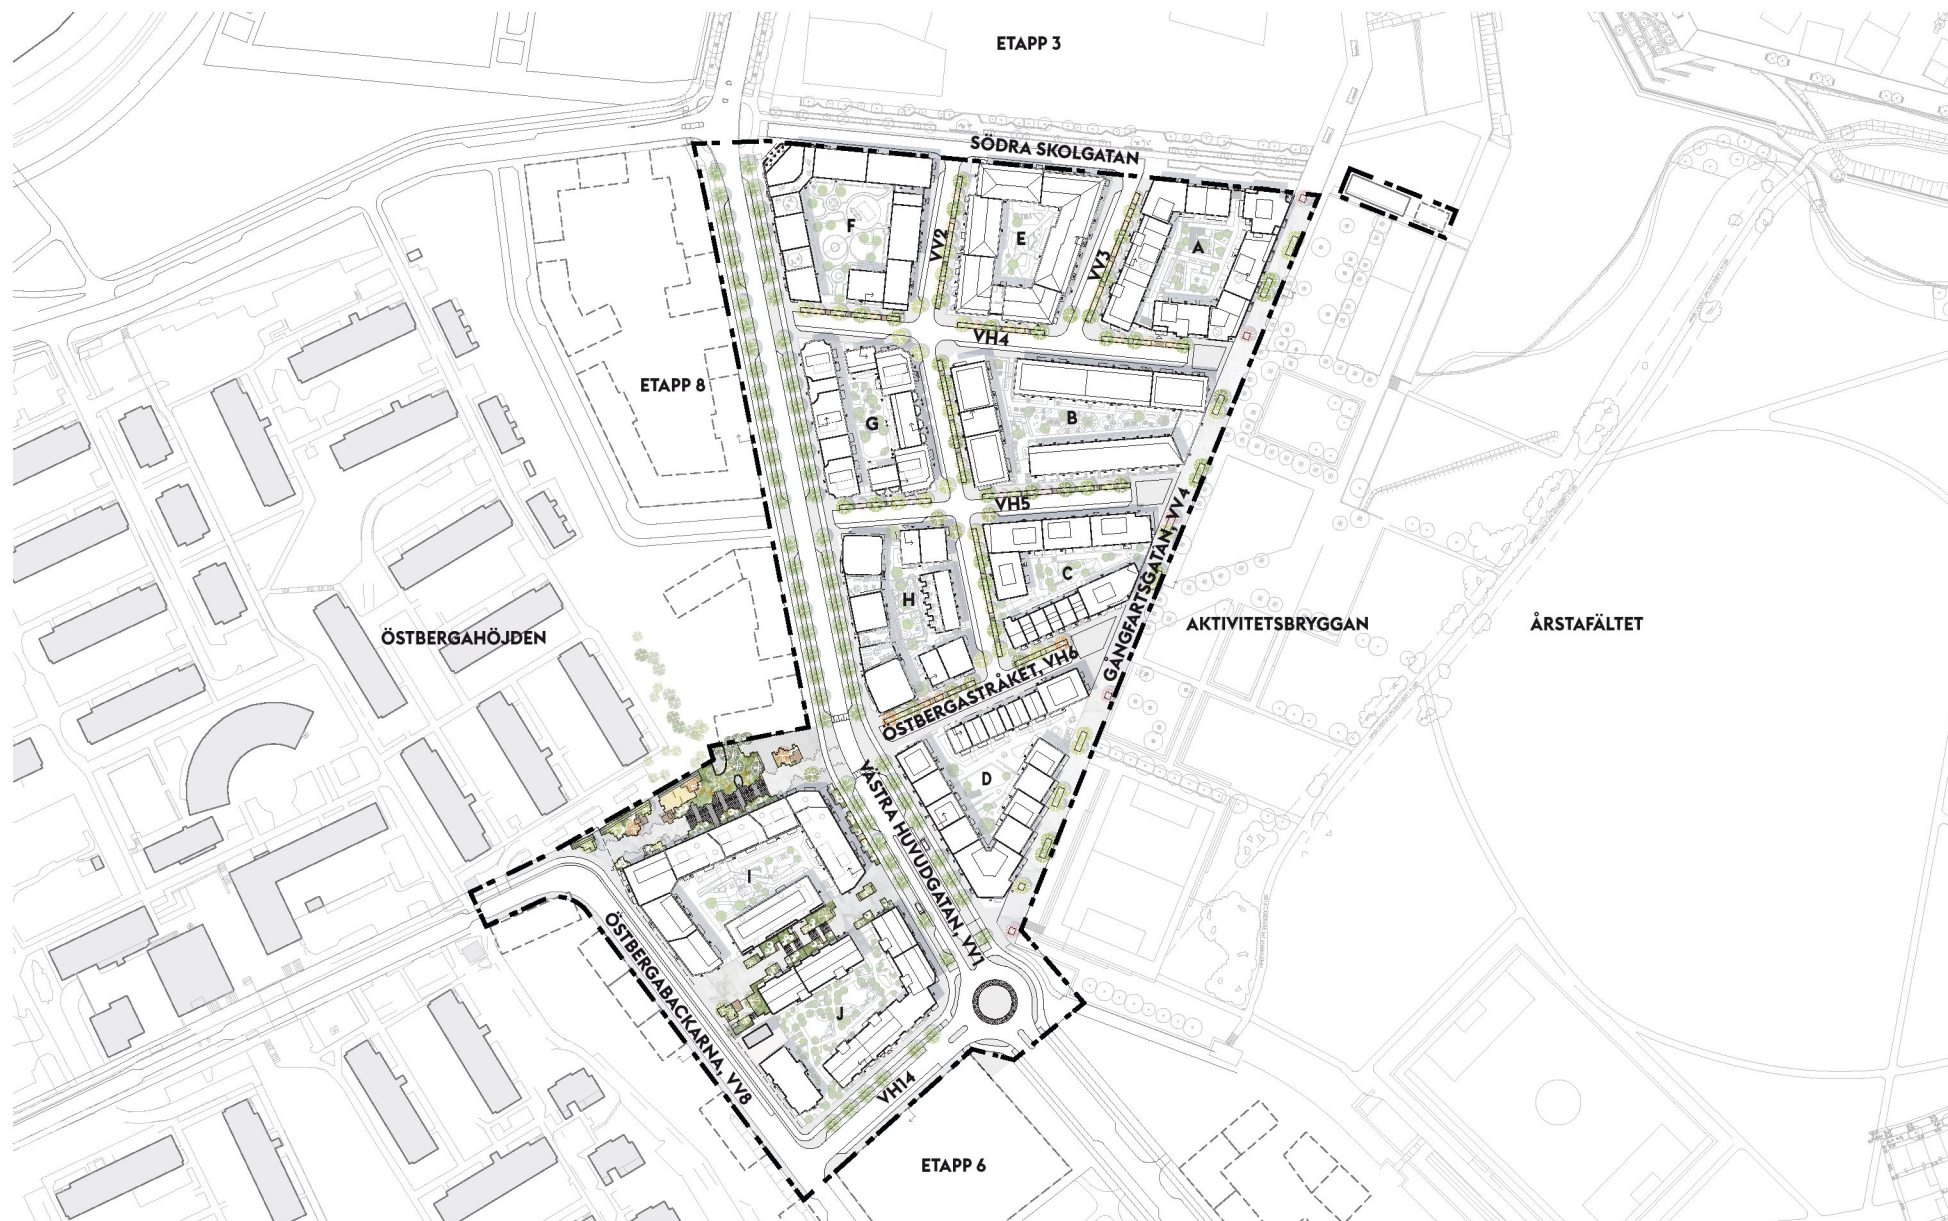 ETAPP 3
SÖDRA SKOLGATAN
F
VV2
E
VV3
A
VH4
ETAPP 8
G
B
VH5
GÅNGFARTSGATAN, VV4
C
H
ÖSTBERGAHÖJDEN
AKTIVITETSBRYGGAN
ÅRSTAFÄLTET
ÖSTBERGASTRÅKET, VH6
D
VÄSTRA HUVUDGATAN, VV1
I
ÖSTBERGABACKARNA, VV8
J
VH14
ETAPP 6